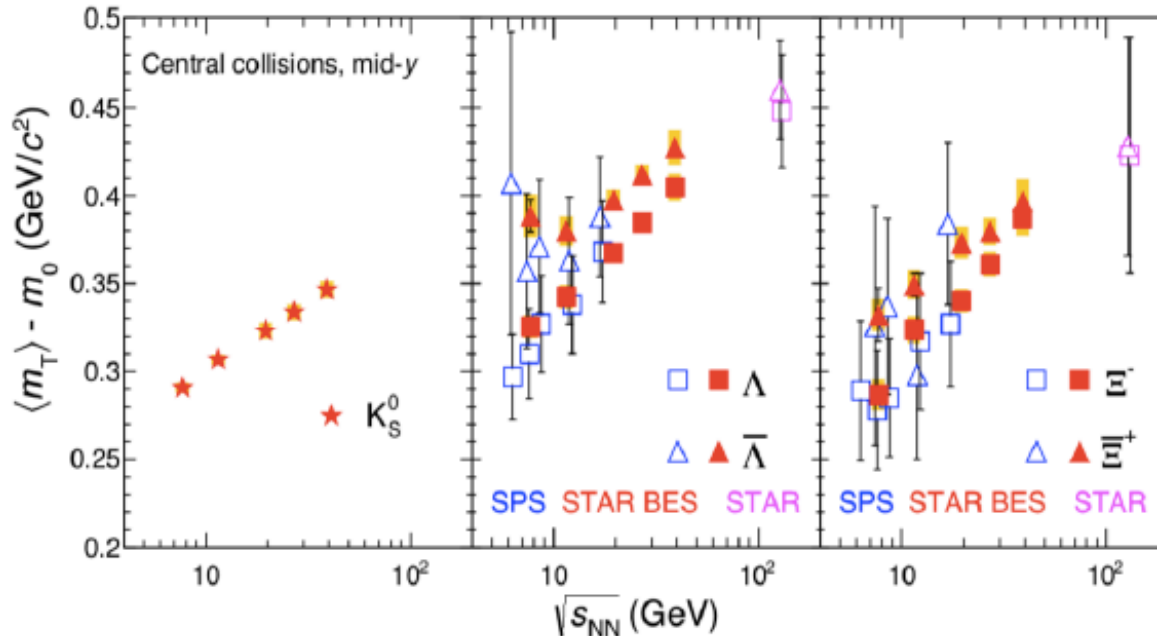 ⟨m_T⟩ - m_0 (GeV/c²)
0.5
0.45
0.4
0.35
0.3
0.25
0.2
Central collisions, mid-y
K⁰_S
Λ
Λ̅
SPS STAR BES STAR
Ξ⁻
Ξ̅⁺
SPS STAR BES STAR
10 10² 10 10² 10 10²
√s_NN (GeV)